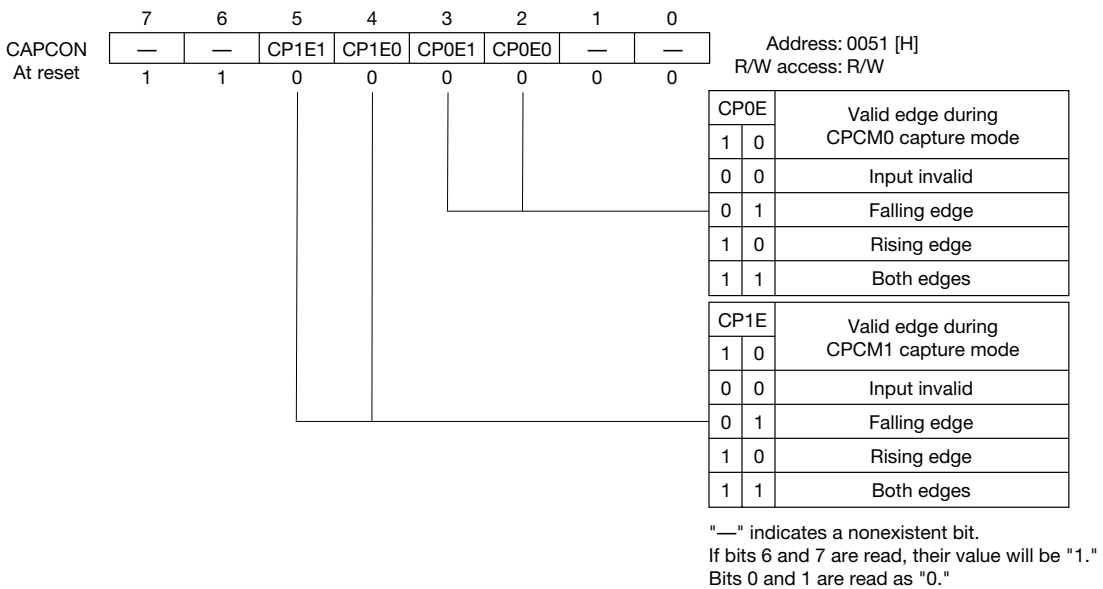 7 6 5 4 3 2 1 0
CAPCON — — CP1E1 CP1E0 CP0E1 CP0E0 — —
At reset 1 1 0 0 0 0 0 0
Address: 0051 [H]
R/W access: R/W
CP0E Valid edge during
1 0 CPCM0 capture mode
0 0 Input invalid
0 1 Falling edge
1 0 Rising edge
1 1 Both edges
CP1E Valid edge during
1 0 CPCM1 capture mode
0 0 Input invalid
0 1 Falling edge
1 0 Rising edge
1 1 Both edges
"—" indicates a nonexistent bit.
If bits 6 and 7 are read, their value will be "1."
Bits 0 and 1 are read as "0."